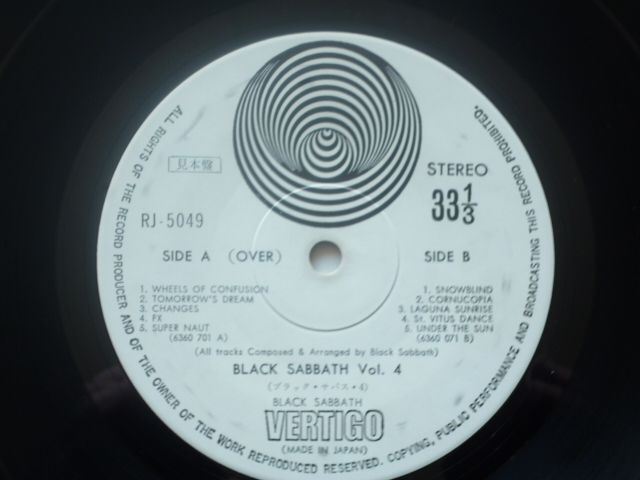 ALL RIGHTS OF THE RECORD PRODUCER AND OF THE OWNER OF THE WORK REPRODUCED RESERVED. COPYING, PUBLIC PERFORMANCE AND BROADCASTING THIS RECORD PROHIBITED.
見本盤
STEREO
RJ-5049
33 1/3
SIDE A (OVER) SIDE B
1. WHEELS OF CONFUSION
2. TOMORROW'S DREAM
3. CHANGES
4. FX
5. SUPER NAUT
(6360 701 A)
1. SNOWBLIND
2. CORNUCOPIA
3. LAGUNA SUNRISE
4. St. VITUS DANCE
5. UNDER THE SUN
(6360 071 B)
(All tracks Composed & Arranged by Black Sabbath)
BLACK SABBATH Vol. 4
(ブラック・サバス・4)
BLACK SABBATH
VERTIGO
(MADE IN JAPAN)